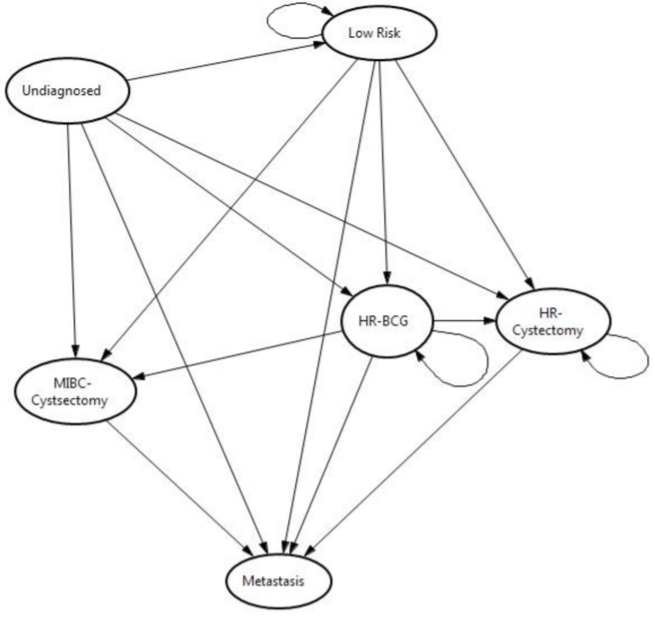 Low Risk
Undiagnosed
HR-BCG
HR-
Cystectomy
MIBC-
Cystsectomy
Metastasis